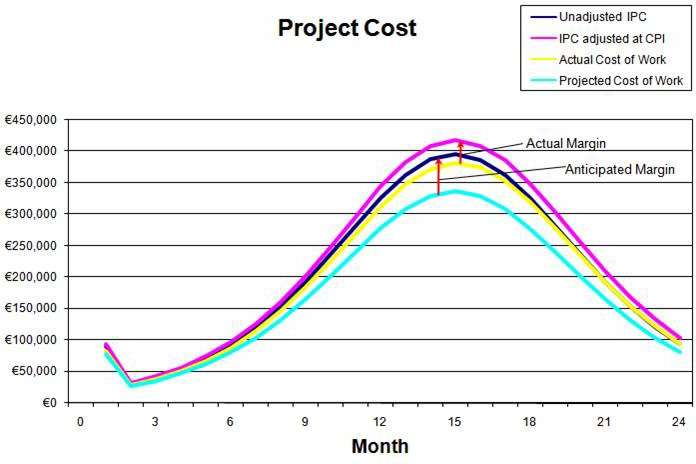 Project Cost
Unadjusted IPC
IPC adjusted at CPI
Actual Cost of Work
Projected Cost of Work
€450,000
€400,000
€350,000
€300,000
€250,000
€200,000
€150,000
€100,000
€50,000
€0
Actual Margin
Anticipated Margin
0 3 6 9 12 15 18 21 24
Month